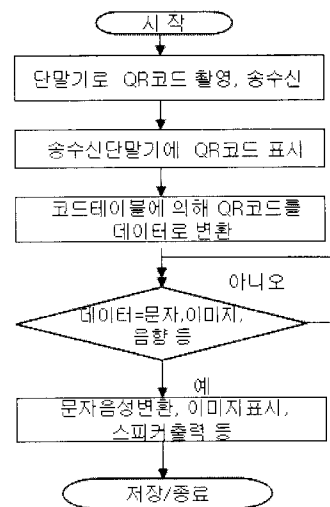 시 작
단말기로 QR코드 촬영, 송수신
송수신단말기에 QR코드 표시
코드테이블에 의해 QR코드를
데이터로 변환
아니오
데이터=문자,이미지,
음향 등
예
문자음성변환, 이미지표시,
스피커출력 등
저장/종료